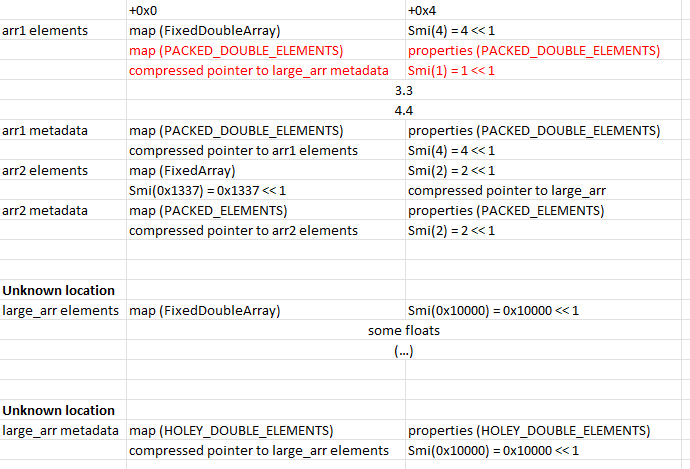 +0x0 +0x4
arr1 elements map (FixedDoubleArray) Smi(4) = 4 << 1
map (PACKED_DOUBLE_ELEMENTS) properties (PACKED_DOUBLE_ELEMENTS)
compressed pointer to large_arr metadata Smi(1) = 1 << 1
3.3
4.4
arr1 metadata map (PACKED_DOUBLE_ELEMENTS) properties (PACKED_DOUBLE_ELEMENTS)
compressed pointer to arr1 elements Smi(4) = 4 << 1
arr2 elements map (FixedArray) Smi(2) = 2 << 1
Smi(0x1337) = 0x1337 << 1 compressed pointer to large_arr
arr2 metadata map (PACKED_ELEMENTS) properties (PACKED_ELEMENTS)
compressed pointer to arr2 elements Smi(2) = 2 << 1
Unknown location
large_arr elements map (FixedDoubleArray) Smi(0x10000) = 0x10000 << 1
some floats
(...)
Unknown location
large_arr metadata map (HOLEY_DOUBLE_ELEMENTS) properties (HOLEY_DOUBLE_ELEMENTS)
compressed pointer to large_arr elements Smi(0x10000) = 0x10000 << 1